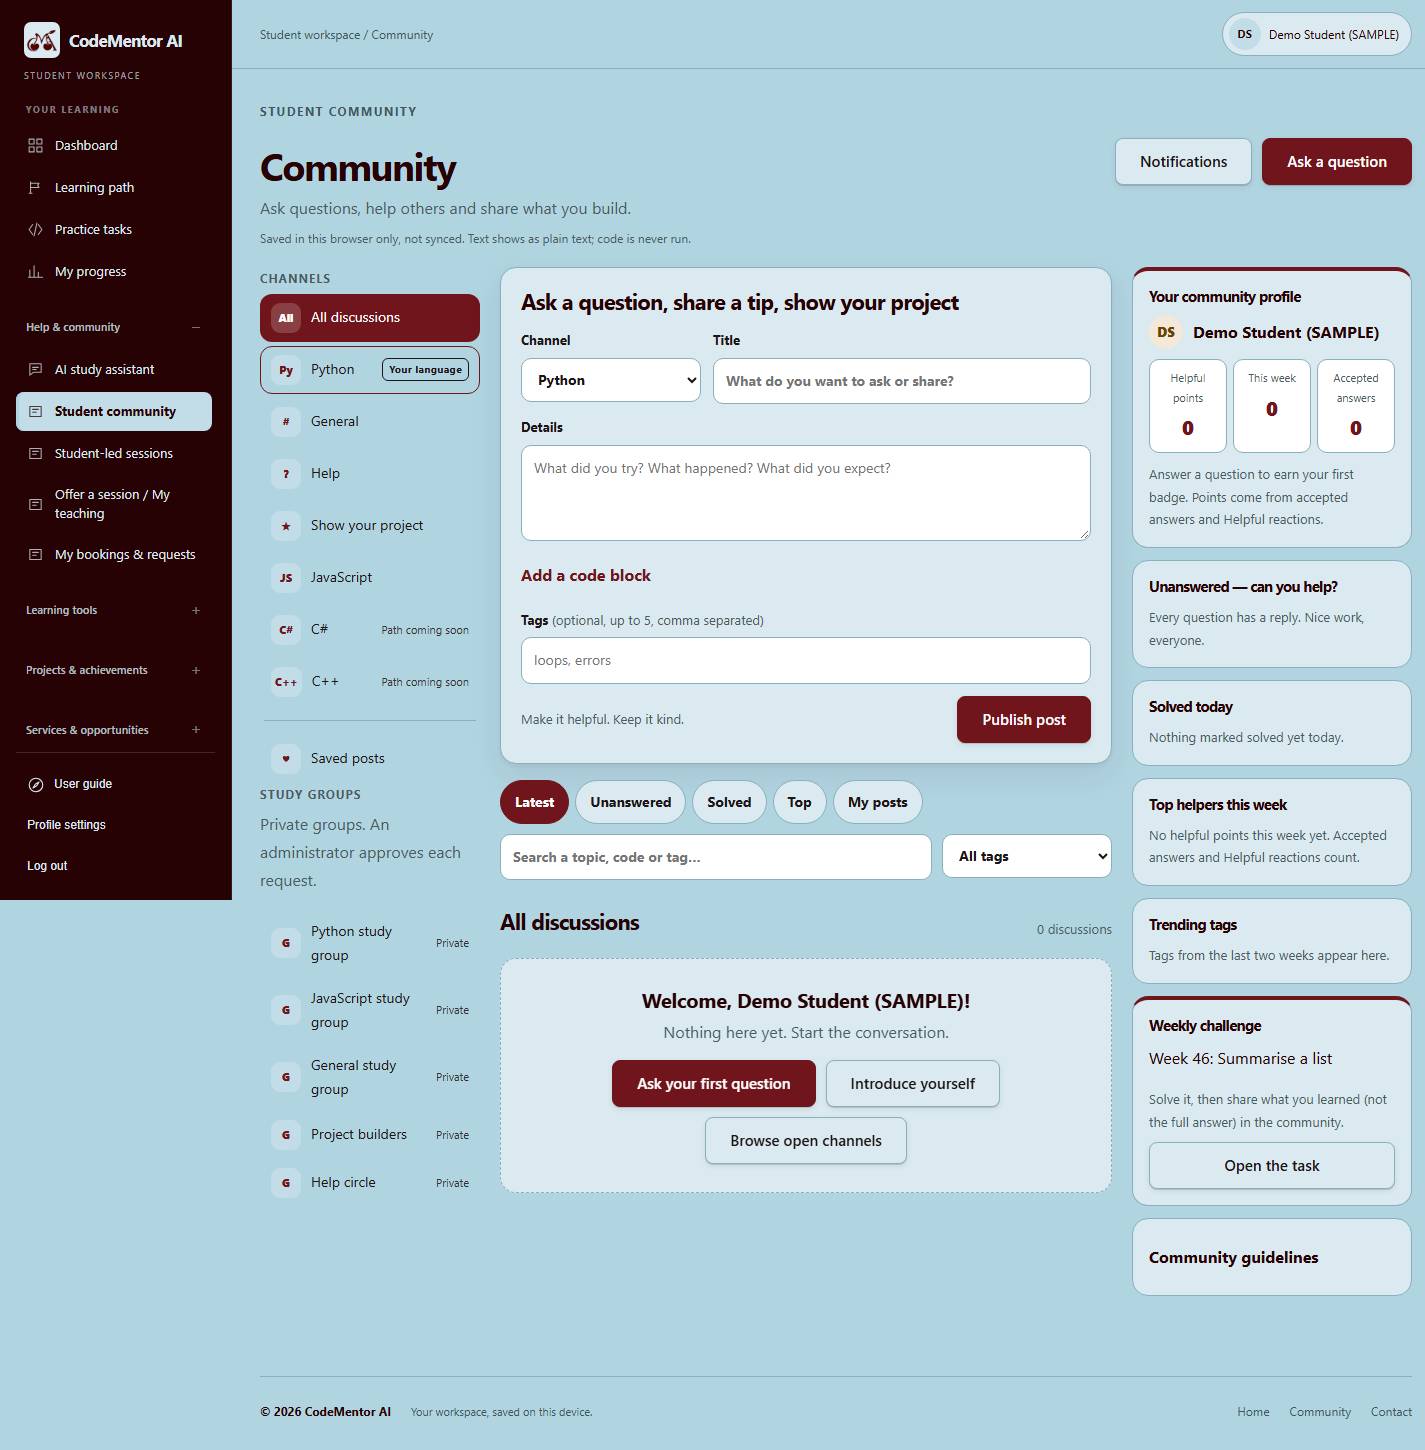 CodeMentor AI
STUDENT WORKSPACE
YOUR LEARNING
Dashboard
Learning path
Practice tasks
My progress
Help & community
AI study assistant
Student community
Student-led sessions
Offer a session / My
teaching
My bookings & requests
Learning tools
Projects & achievements
Services & opportunities
User guide
Profile settings
Log out
Student workspace / Community
DS
Demo Student (SAMPLE)
STUDENT COMMUNITY
Community
Ask questions, help others and share what you build.
Saved in this browser only, not synced. Text shows as plain text; code is never run.
Notifications
Ask a question
CHANNELS
All All discussions
Py Python Your language
# General
? Help
★ Show your project
JS JavaScript
C# C# Path coming soon
C++ C++ Path coming soon
♥ Saved posts
STUDY GROUPS
Private groups. An
administrator approves each
request.
G Python study
group Private
G JavaScript study
group Private
G General study
group Private
G Project builders Private
G Help circle Private
Ask a question, share a tip, show your project
Channel Title
Python What do you want to ask or share?
Details
What did you try? What happened? What did you expect?
Add a code block
Tags (optional, up to 5, comma separated)
loops, errors
Make it helpful. Keep it kind.
Publish post
Latest Unanswered Solved Top My posts
Search a topic, code or tag...
All tags
All discussions
0 discussions
Welcome, Demo Student (SAMPLE)!
Nothing here yet. Start the conversation.
Ask your first question
Introduce yourself
Browse open channels
Your community profile
DS Demo Student (SAMPLE)
Helpful
points
0
This week
0
Accepted
answers
0
Answer a question to earn your first
badge. Points come from accepted
answers and Helpful reactions.
Unanswered — can you help?
Every question has a reply. Nice work,
everyone.
Solved today
Nothing marked solved yet today.
Top helpers this week
No helpful points this week yet. Accepted
answers and Helpful reactions count.
Trending tags
Tags from the last two weeks appear here.
Weekly challenge
Week 46: Summarise a list
Solve it, then share what you learned (not
the full answer) in the community.
Open the task
Community guidelines
© 2026 CodeMentor AI
Your workspace, saved on this device.
Home Community Contact